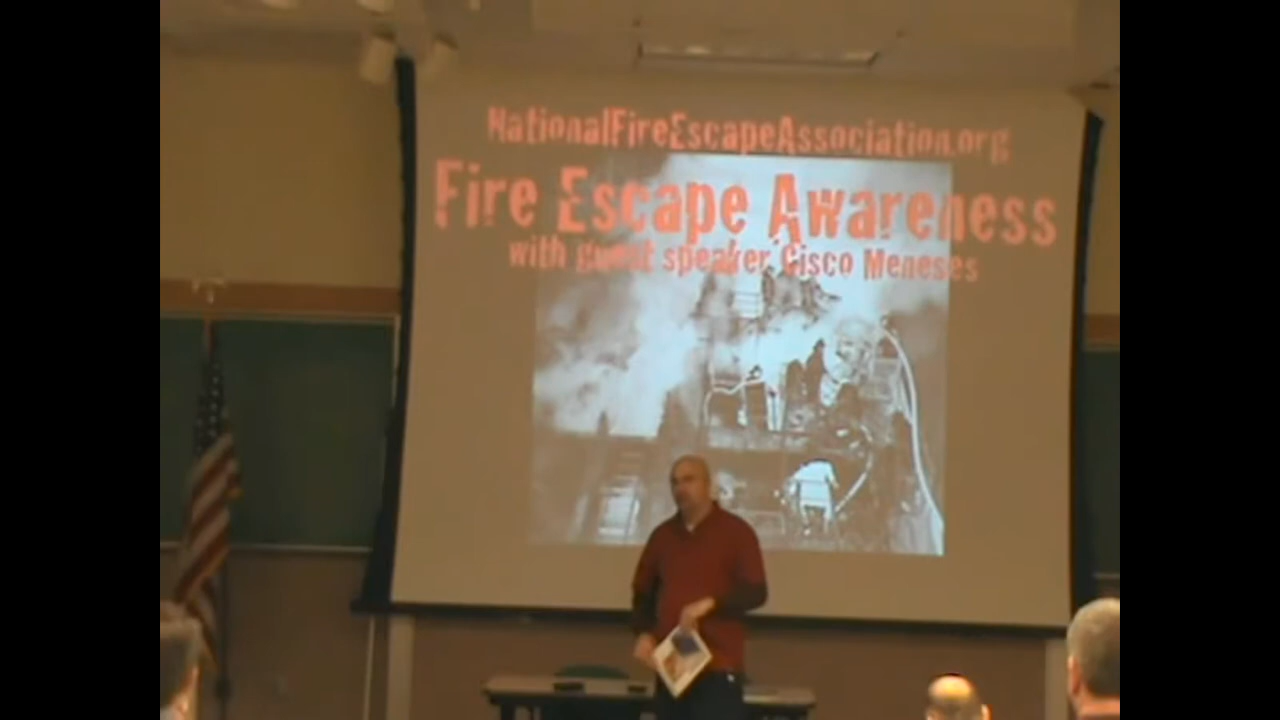 NationalFireEscapeAssociation.org
Fire Escape Awareness
with guest speaker Cisco Meneses